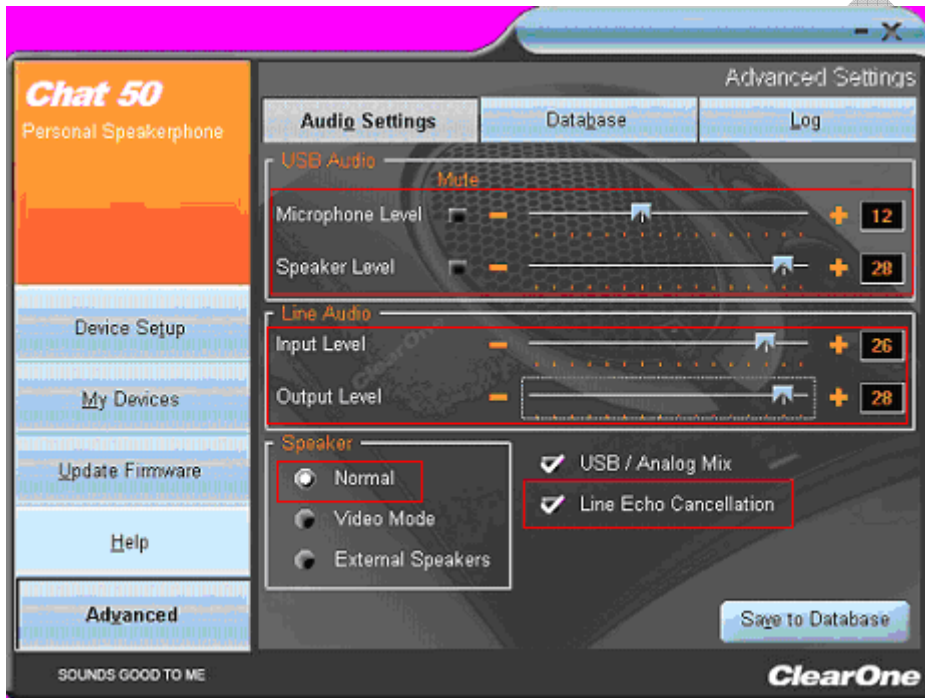 Advanced Settings
Chat 50
Personal Speakerphone
Audio Settings
Database
Log
USB Audio
Mute
Microphone Level
12
Speaker Level
28
Line Audio
Input Level
26
Output Level
28
Device Setup
My Devices
Update Firmware
Help
Advanced
Speaker
Normal
Video Mode
External Speakers
USB / Analog Mix
Line Echo Cancellation
Save to Database
SOUNDS GOOD TO ME
ClearOne
ClearOne